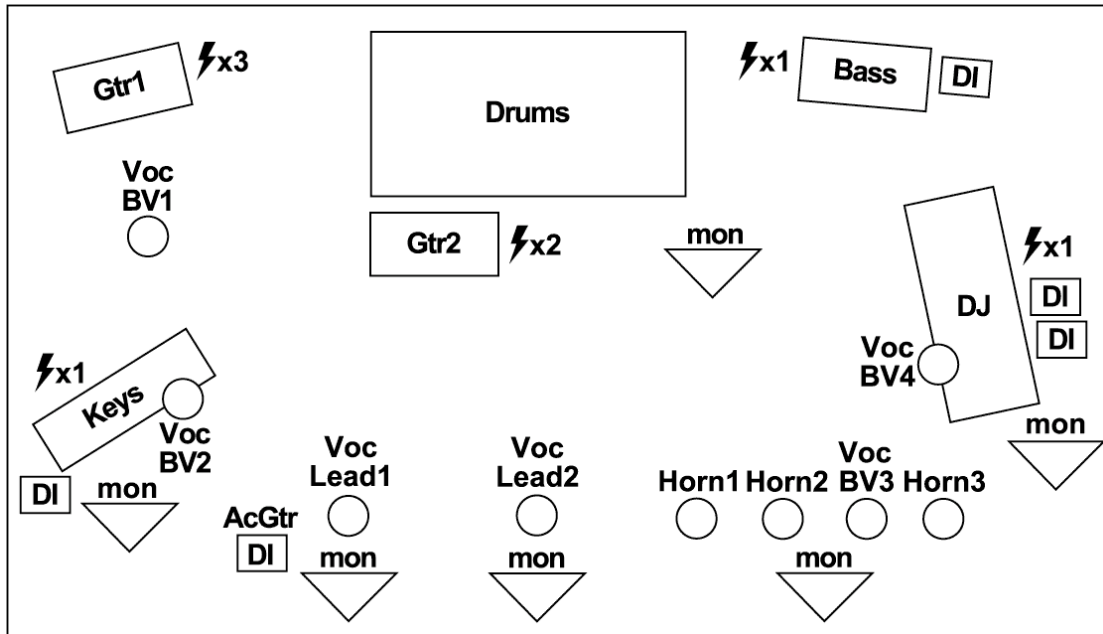 Gtr1
x3
Drums
x1
Bass
DI
Voc
BV1
Gtr2
x2
mon
DJ
x1
DI
DI
Voc
BV4
x1
Keys
Voc
BV2
DI
mon
mon
Voc
Lead1
Voc
Lead2
Horn1
Horn2
Voc
BV3
Horn3
AcGtr
DI
mon
mon
mon